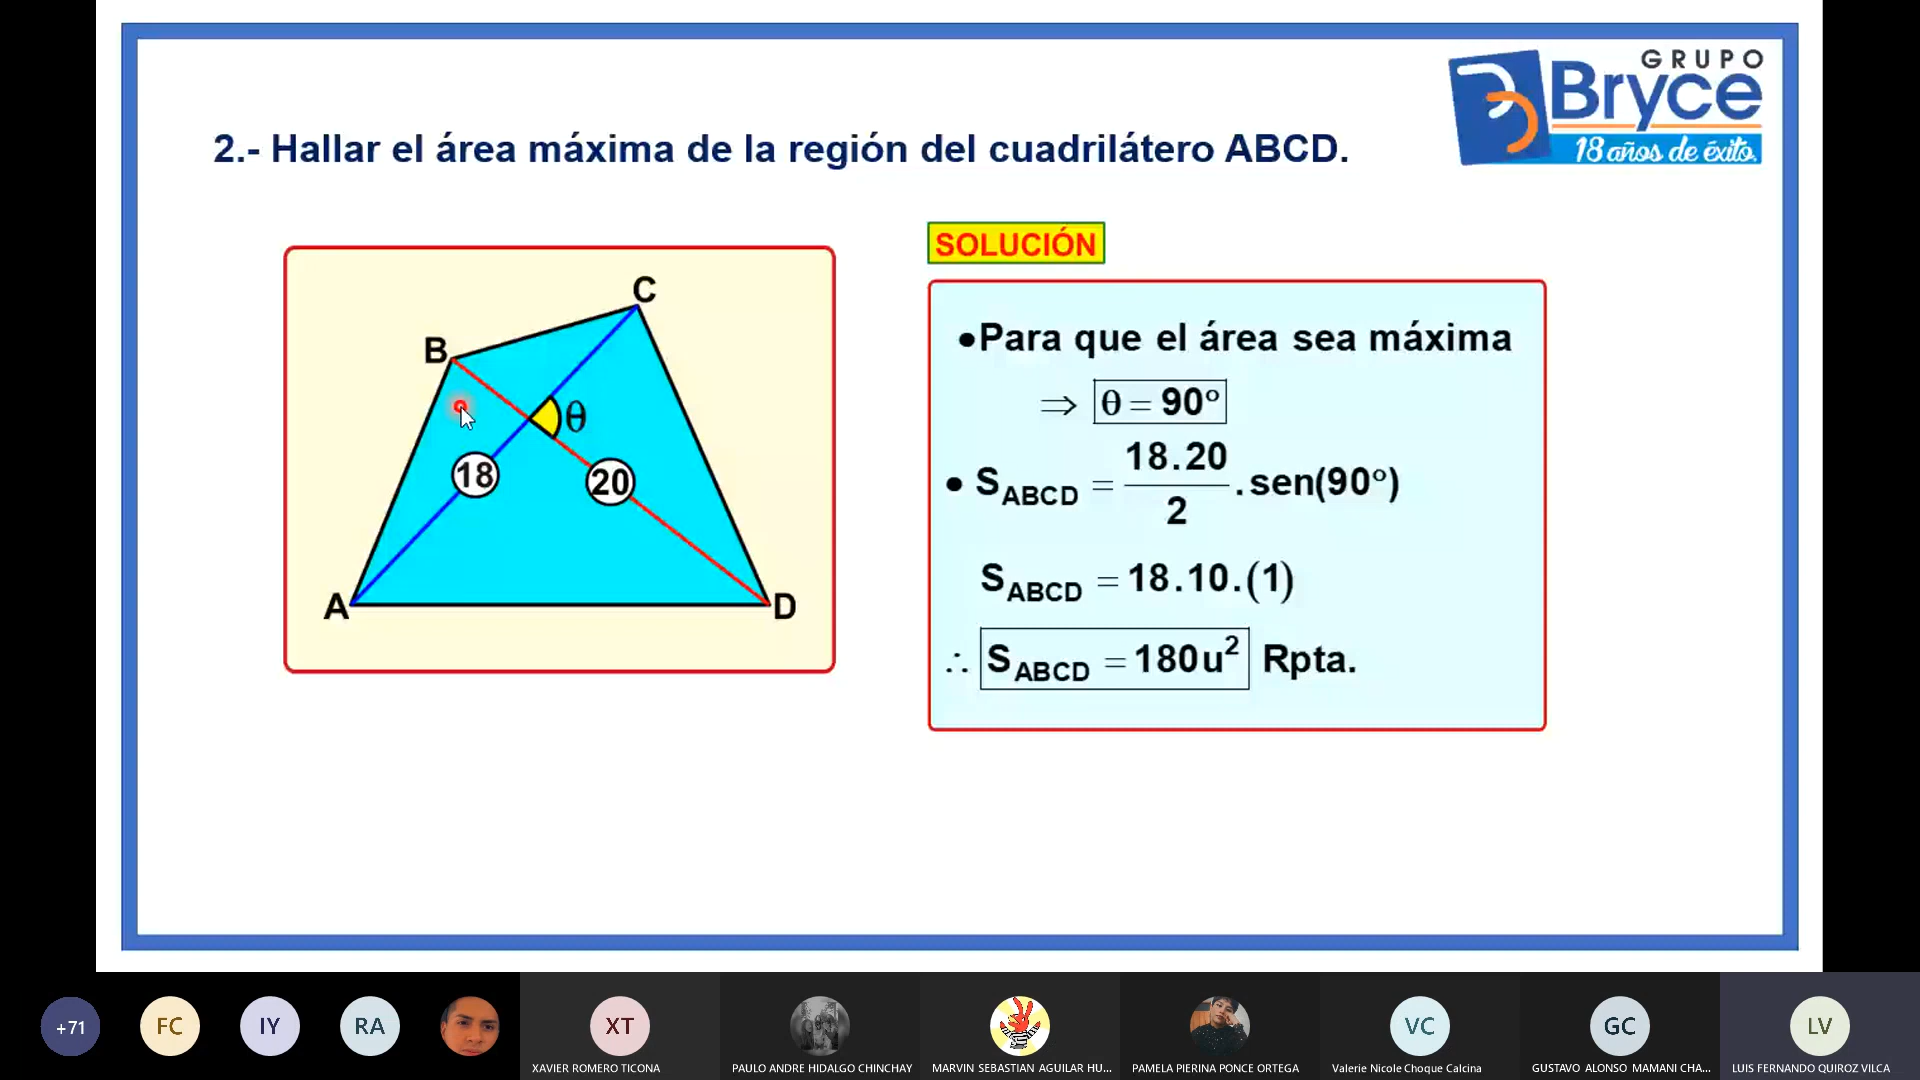 GRUPO
Bryce
18 años de éxito.
2.- Hallar el área máxima de la región del cuadrilátero ABCD.
SOLUCIÓN
C
B
θ
18
20
A
D
●Para que el área sea máxima
⇒ θ = 90°
● S_ABCD = 18.20/2 .sen(90°)
S_ABCD = 18.10.(1)
∴ S_ABCD = 180u² Rpta.
+71
FC
IY
RA
XT
VC
GC
LV
XAVIER ROMERO TICONA
PAULO ANDRE HIDALGO CHINCHAY
MARVIN SEBASTIAN AGUILAR HU...
PAMELA PIERINA PONCE ORTEGA
Valerie Nicole Choque Calcina
GUSTAVO ALONSO MAMANI CHA...
LUIS FERNANDO QUIROZ VILCA